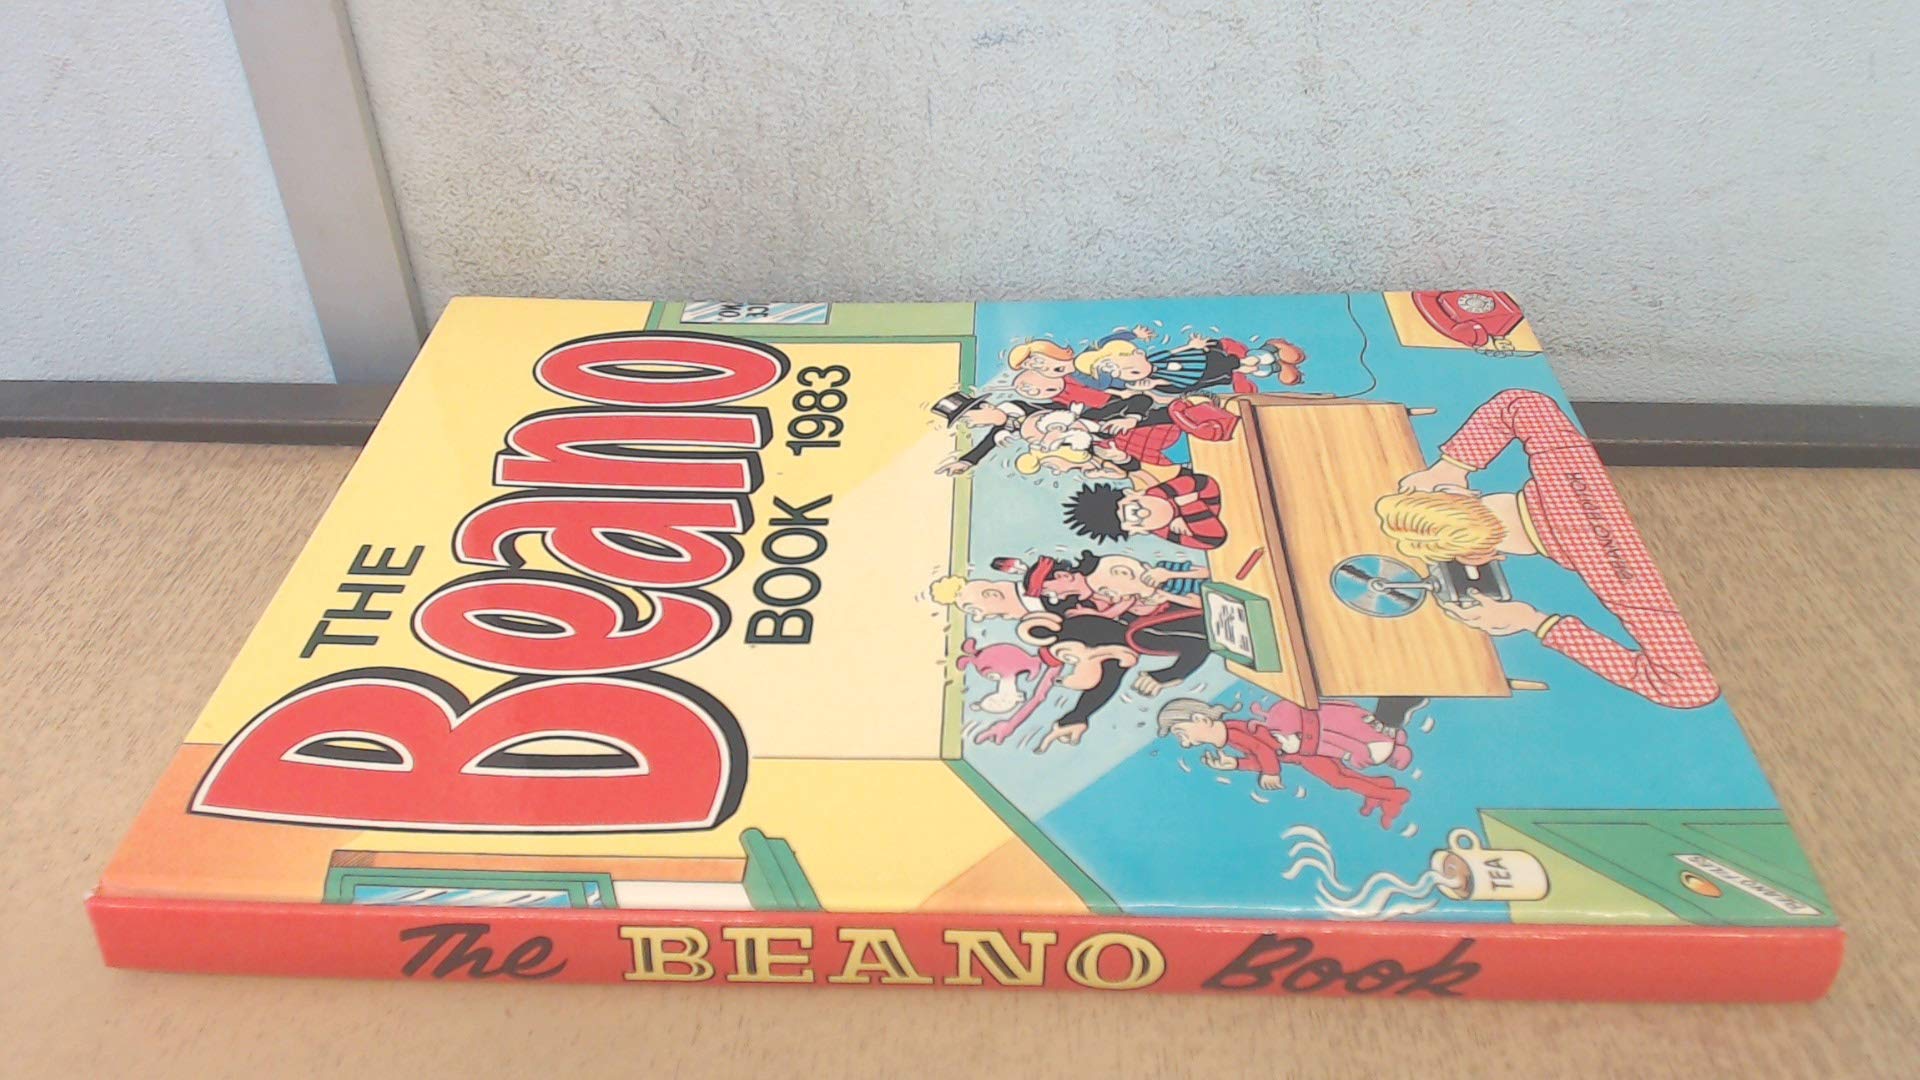 THE
Beano
BOOK 1983
TEA
The BEANO Book